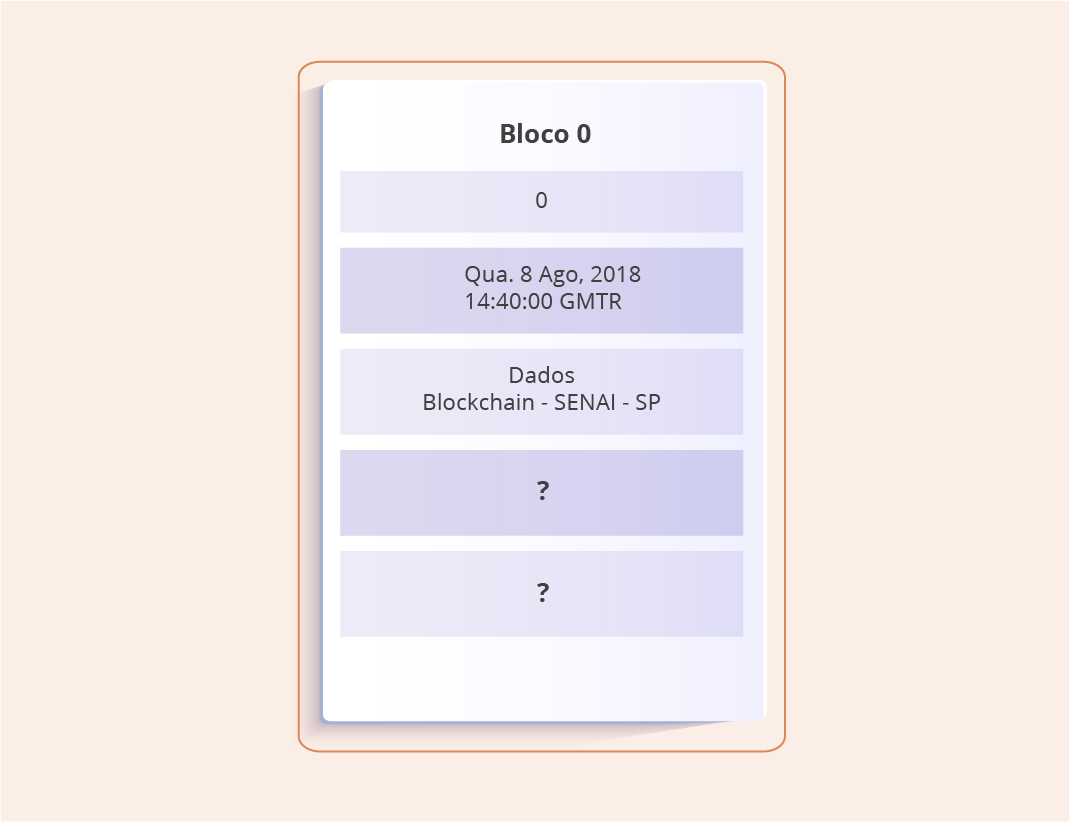 Bloco 0
0
Qua. 8 Ago, 2018
14:40:00 GMTR
Dados
Blockchain - SENAI - SP
?
?